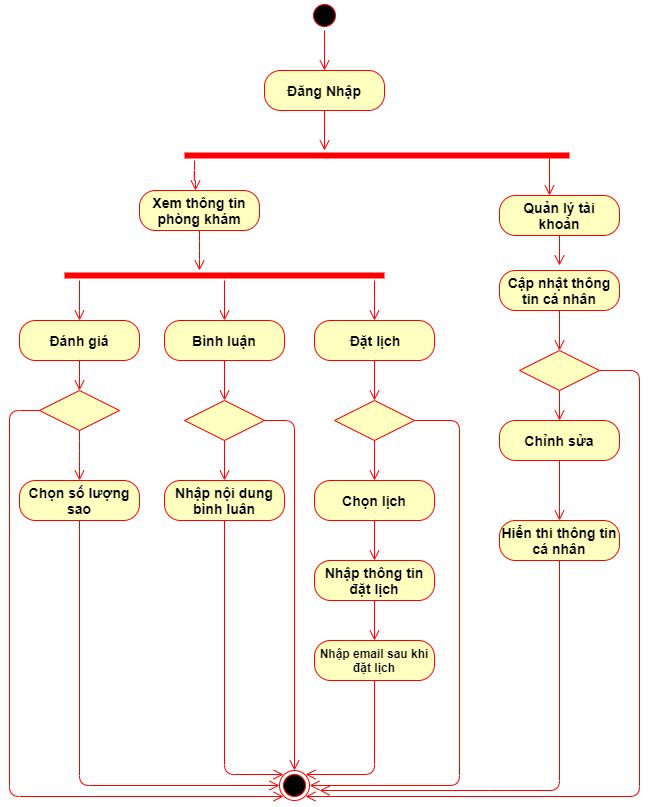 Đăng Nhập
Xem thông tin
phòng khám
Quản lý tài
khoản
Cập nhật thông
tin cá nhân
Đánh giá
Bình luận
Đặt lịch
Chỉnh sửa
Chọn số lượng
sao
Nhập nội dung
bình luân
Chọn lịch
Hiển thi thông tin
cá nhân
Nhập thông tin
đặt lịch
Nhập email sau khi
đặt lịch